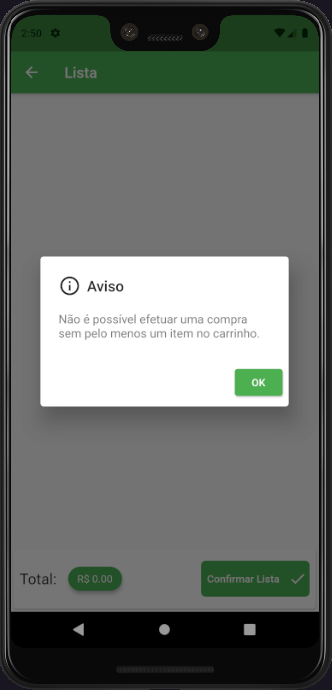 2:50
Lista
Aviso
Não é possível efetuar uma compra
sem pelo menos um item no carrinho.
OK
Total: R$ 0.00 Confirmar Lista